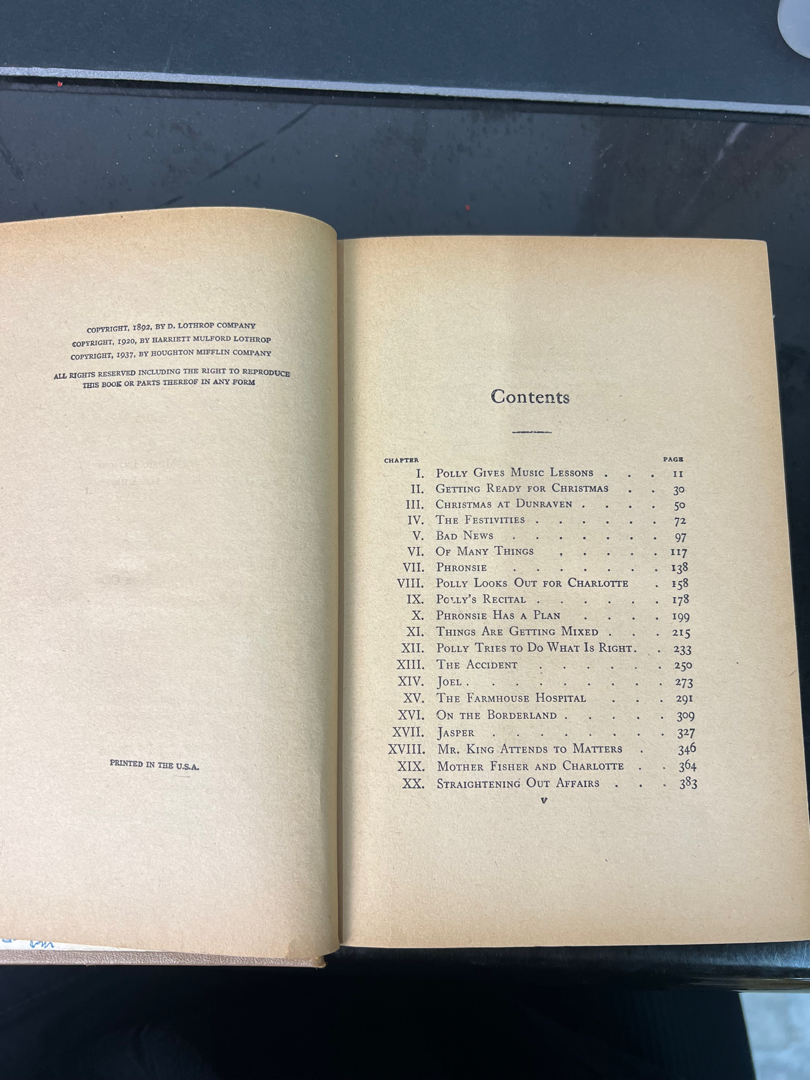 COPYRIGHT, 1892, BY D. LOTHROP COMPANY
COPYRIGHT, 1920, BY HARRIETT MULFORD LOTHROP
COPYRIGHT, 1937, BY HOUGHTON MIFFLIN COMPANY
ALL RIGHTS RESERVED INCLUDING THE RIGHT TO REPRODUCE
THIS BOOK OR PARTS THEREOF IN ANY FORM
PRINTED IN THE U.S.A.
Contents
CHAPTER PAGE
I. POLLY GIVES MUSIC LESSONS . . . 11
II. GETTING READY FOR CHRISTMAS . . 30
III. CHRISTMAS AT DUNRAVEN . . . . 50
IV. THE FESTIVITIES . . . . . . 72
V. BAD NEWS . . . . . . . 97
VI. OF MANY THINGS . . . . . 117
VII. PHRONSIE . . . . . . 138
VIII. POLLY LOOKS OUT FOR CHARLOTTE . 158
IX. POLLY'S RECITAL . . . . . . 178
X. PHRONSIE HAS A PLAN . . . . 199
XI. THINGS ARE GETTING MIXED . . . 215
XII. POLLY TRIES TO DO WHAT IS RIGHT . . 233
XIII. THE ACCIDENT . . . . . . 250
XIV. JOEL . . . . . . . . 273
XV. THE FARMHOUSE HOSPITAL . . . 291
XVI. ON THE BORDERLAND . . . . . 309
XVII. JASPER . . . . . . . . 327
XVIII. MR. KING ATTENDS TO MATTERS . . 346
XIX. MOTHER FISHER AND CHARLOTTE . . 364
XX. STRAIGHTENING OUT AFFAIRS . . . 383
v